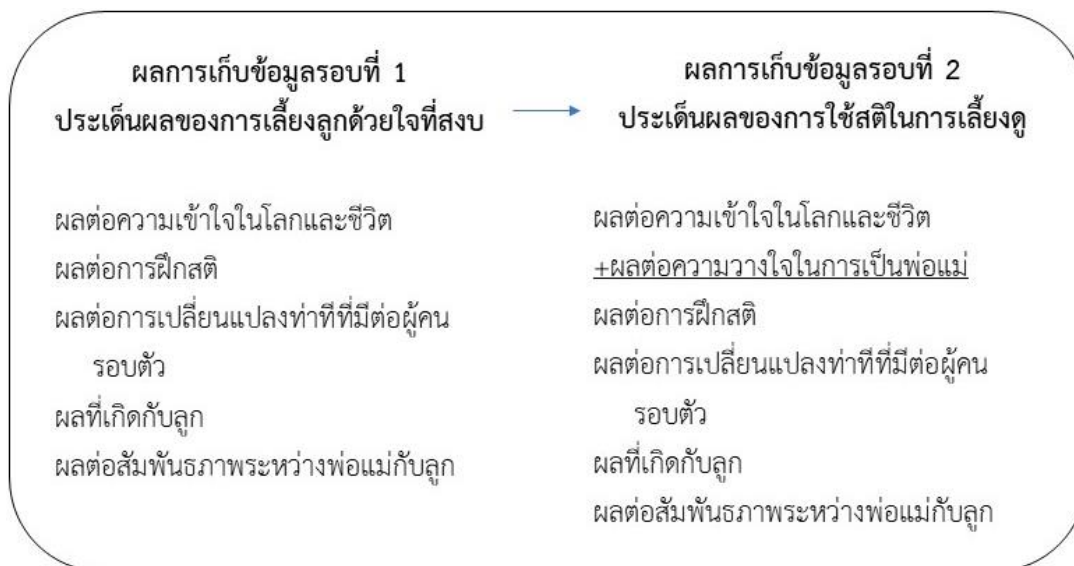 ผลการเก็บข้อมูลรอบที่ 1
ประเด็นผลของการเลี้ยงลูกด้วยใจที่สงบ
ผลต่อความเข้าใจในโลกและชีวิต
ผลต่อการฝึกสติ
ผลต่อการเปลี่ยนแปลงท่าทีที่มีต่อผู้คน
รอบตัว
ผลที่เกิดกับลูก
ผลต่อสัมพันธภาพระหว่างพ่อแม่กับลูก
ผลการเก็บข้อมูลรอบที่ 2
ประเด็นผลของการใช้สติในการเลี้ยงดู
ผลต่อความเข้าใจในโลกและชีวิต
+ผลต่อความวางใจในการเป็นพ่อแม่
ผลต่อการฝึกสติ
ผลต่อการเปลี่ยนแปลงท่าทีที่มีต่อผู้คน
รอบตัว
ผลที่เกิดกับลูก
ผลต่อสัมพันธภาพระหว่างพ่อแม่กับลูก